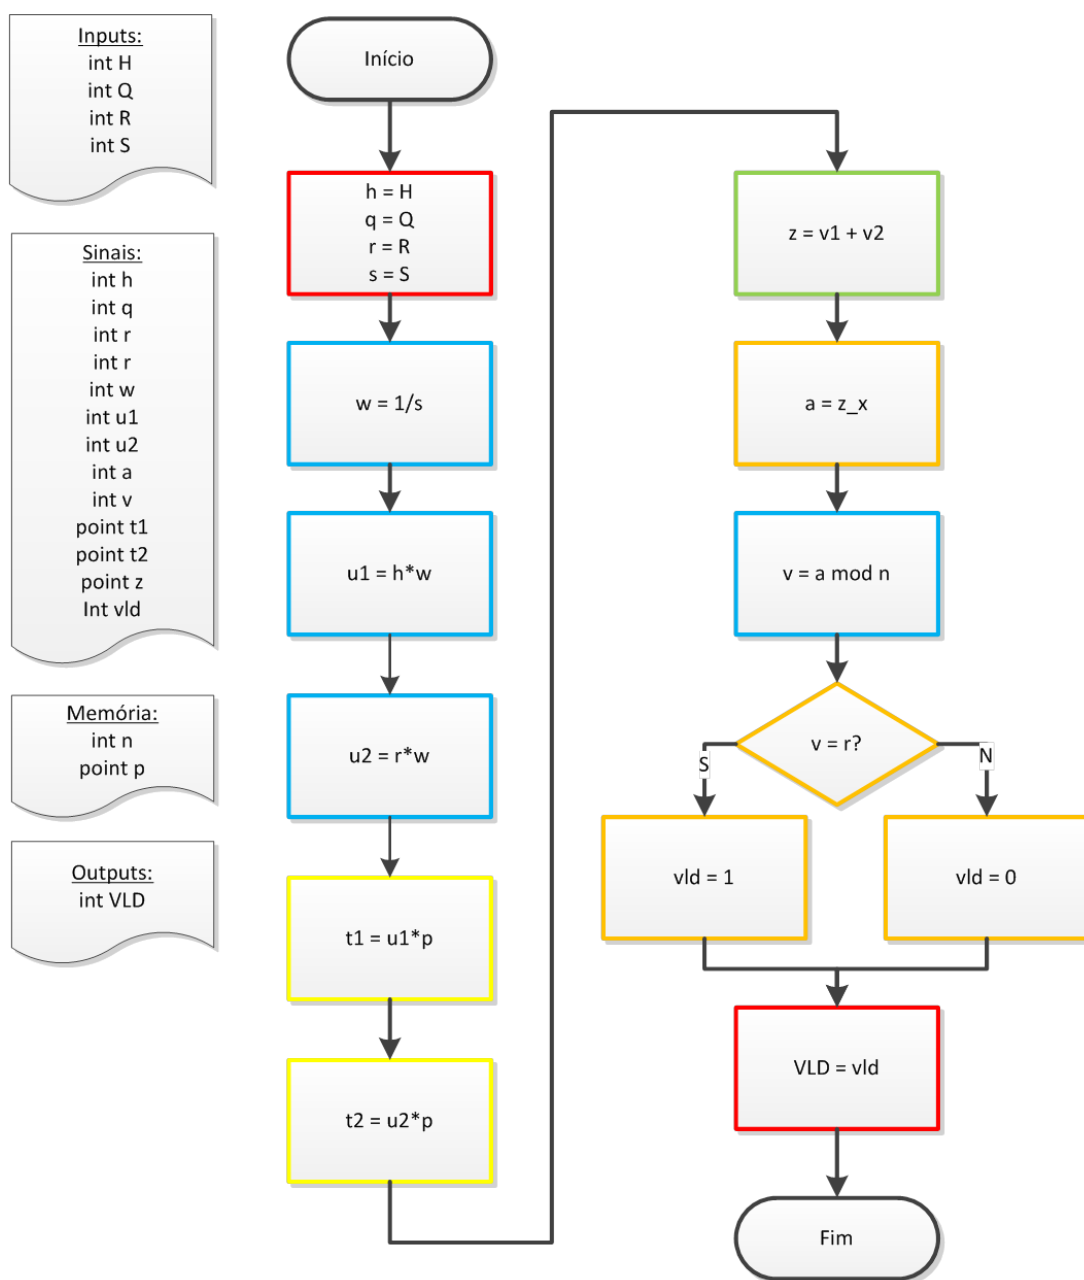 Inputs:
int H
int Q
int R
int S
Sinais:
int h
int q
int r
int r
int w
int u1
int u2
int a
int v
point t1
point t2
point z
Int vld
Memória:
int n
point p
Outputs:
int VLD
Início
h = H
q = Q
r = R
s = S
w = 1/s
u1 = h*w
u2 = r*w
t1 = u1*p
t2 = u2*p
z = v1 + v2
a = z_x
v = a mod n
v = r?
S
N
vld = 1
vld = 0
VLD = vld
Fim